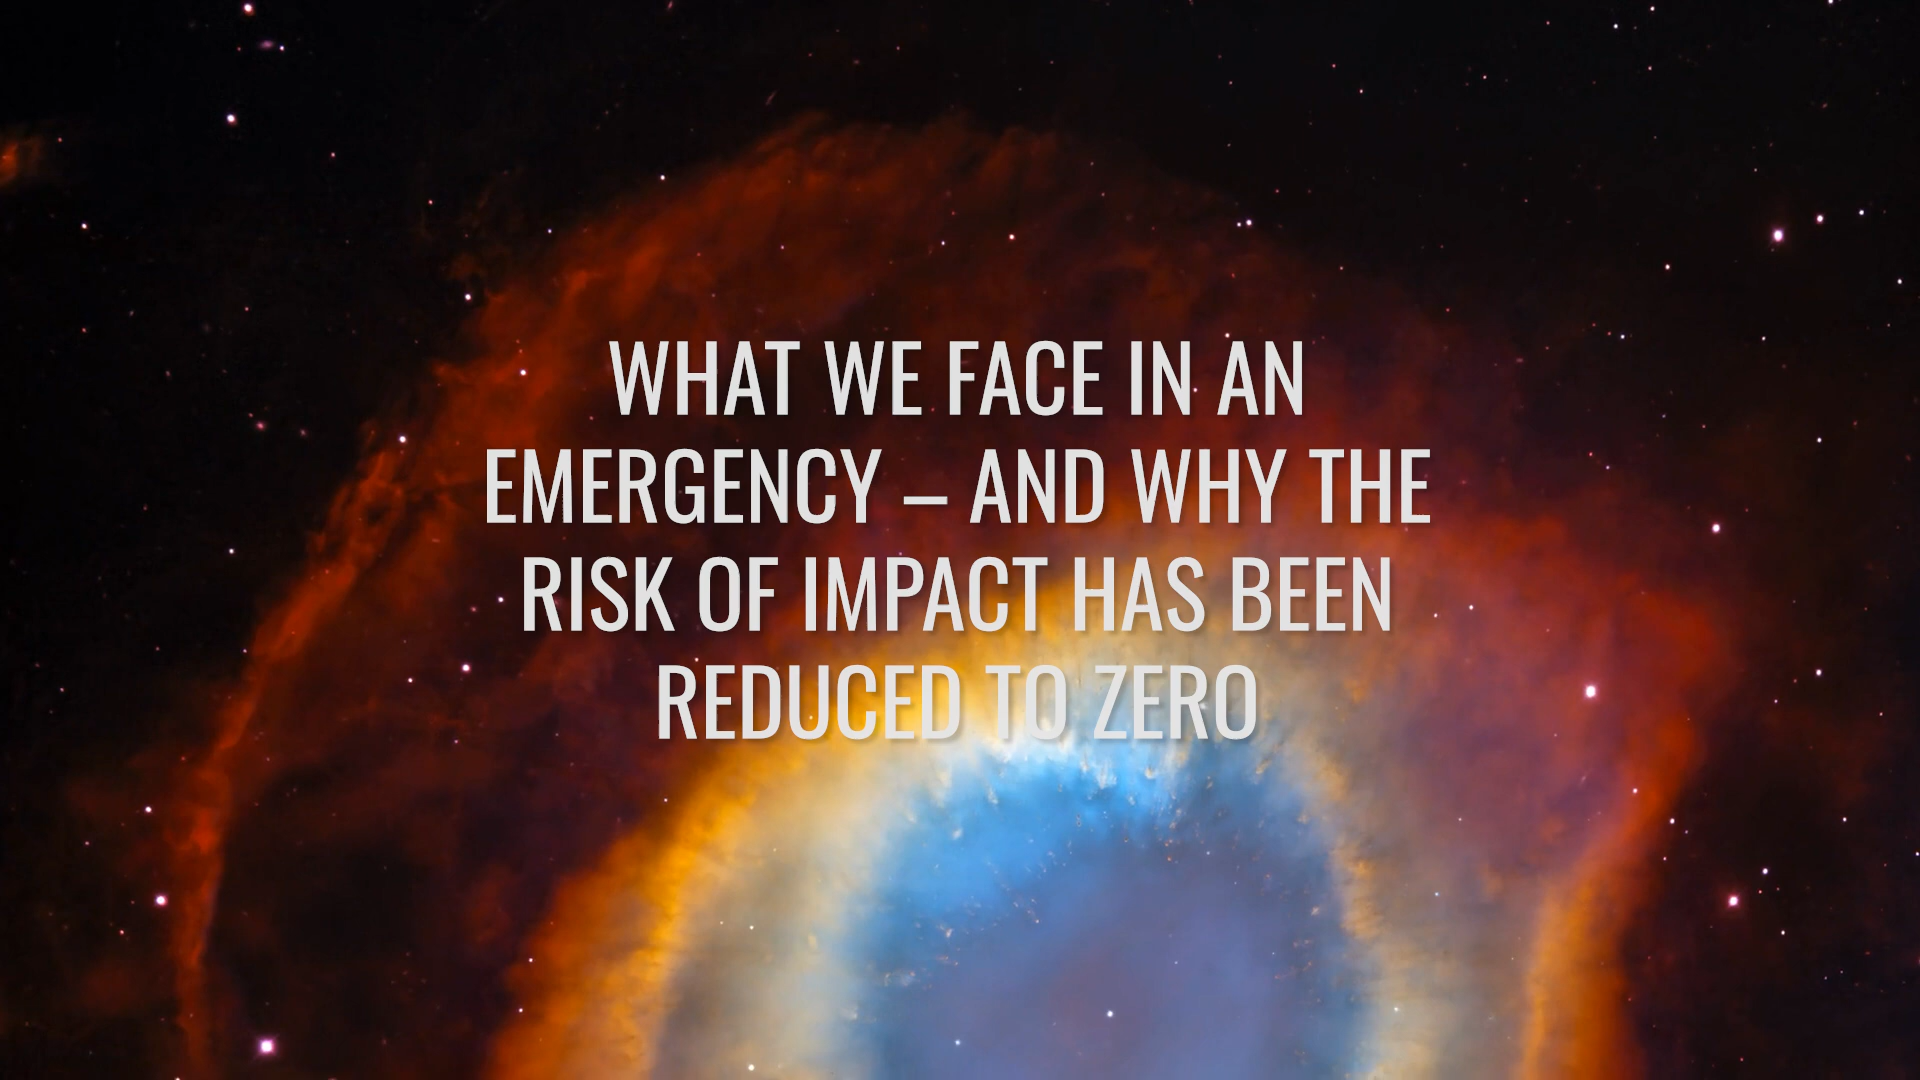 WHAT WE FACE IN AN
EMERGENCY – AND WHY THE
RISK OF IMPACT HAS BEEN
REDUCED TO ZERO